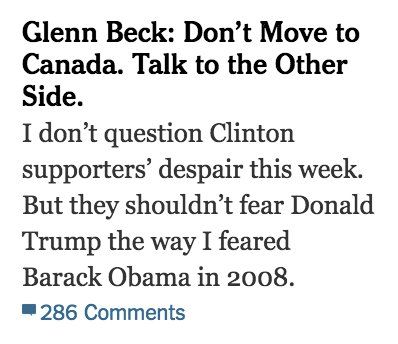 Glenn Beck: Don’t Move to
Canada. Talk to the Other
Side.
I don’t question Clinton
supporters’ despair this week.
But they shouldn’t fear Donald
Trump the way I feared
Barack Obama in 2008.
286 Comments